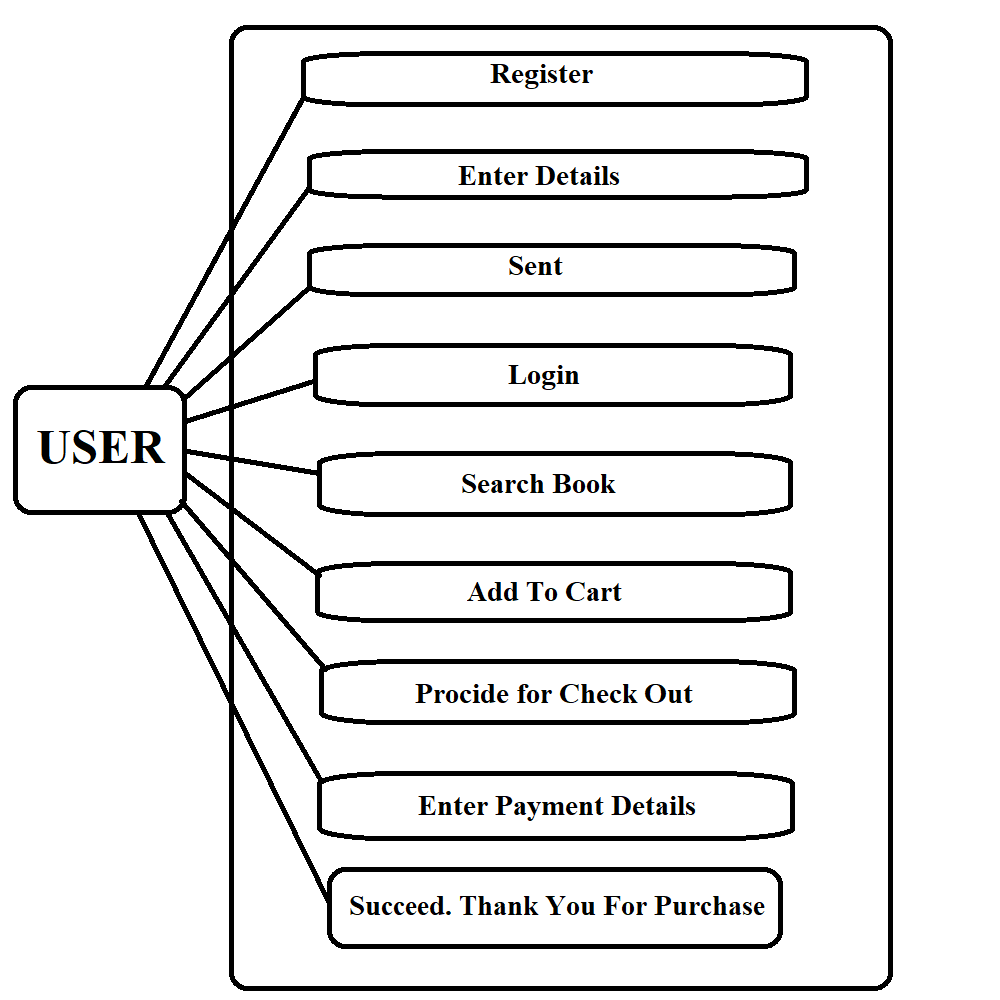 Register
Enter Details
Sent
Login
USER
Search Book
Add To Cart
Procide for Check Out
Enter Payment Details
Succeed. Thank You For Purchase